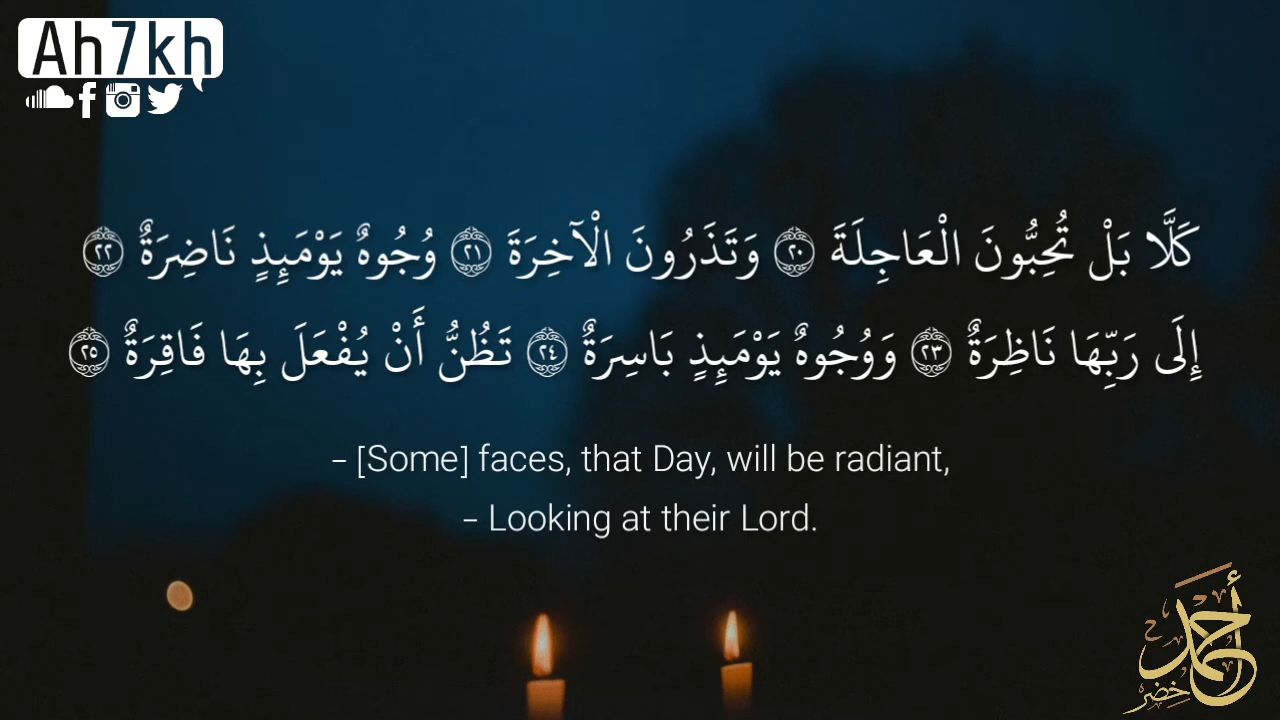 Ah7kh
كَلَّا بَلْ تُحِبُّونَ الْعَاجِلَةَ ٢٠ وَتَذَرُونَ الْآخِرَةَ ٢١ وُجُوهٌ يَوْمَئِذٍ نَاضِرَةٌ ٢٢
إِلَى رَبِّهَا نَاظِرَةٌ ٢٣ وَوُجُوهٌ يَوْمَئِذٍ بَاسِرَةٌ ٢٤ تَظُنُّ أَنْ يُفْعَلَ بِهَا فَاقِرَةٌ ٢٥
- [Some] faces, that Day, will be radiant,
- Looking at their Lord.
أحمد
خضر